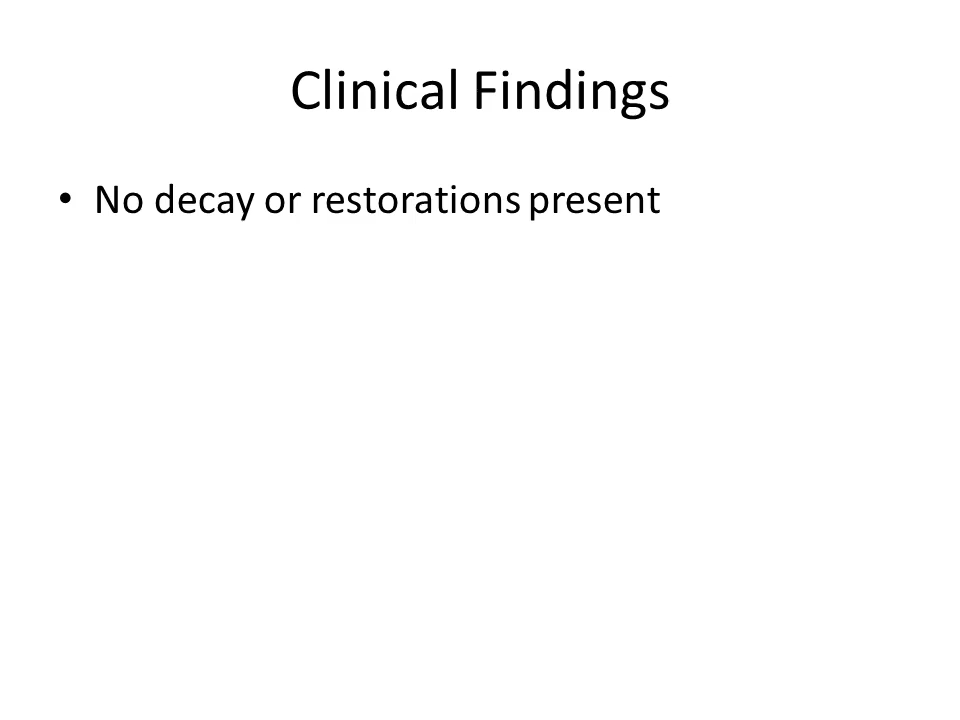 Clinical Findings
• No decay or restorations present